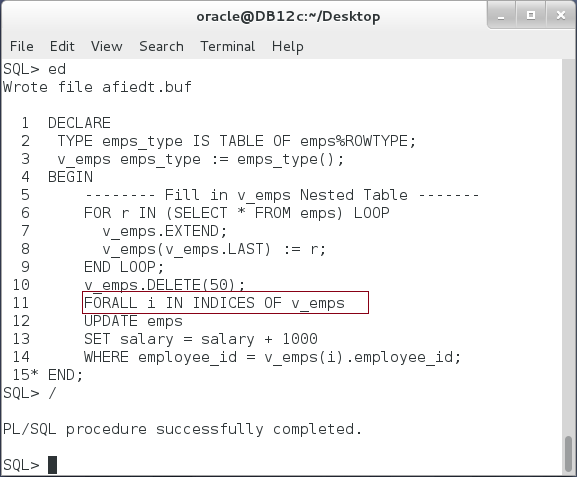 oracle@DB12c:~/Desktop
File Edit View Search Terminal Help
SQL> ed
Wrote file afiedt.buf
1 DECLARE
2 TYPE emps_type IS TABLE OF emps%ROWTYPE;
3 v_emps emps_type := emps_type();
4 BEGIN
5 -------- Fill in v_emps Nested Table -------
6 FOR r IN (SELECT * FROM emps) LOOP
7 v_emps.EXTEND;
8 v_emps(v_emps.LAST) := r;
9 END LOOP;
10 v_emps.DELETE(50);
11 FORALL i IN INDICES OF v_emps
12 UPDATE emps
13 SET salary = salary + 1000
14 WHERE employee_id = v_emps(i).employee_id;
15* END;
SQL> /
PL/SQL procedure successfully completed.
SQL>